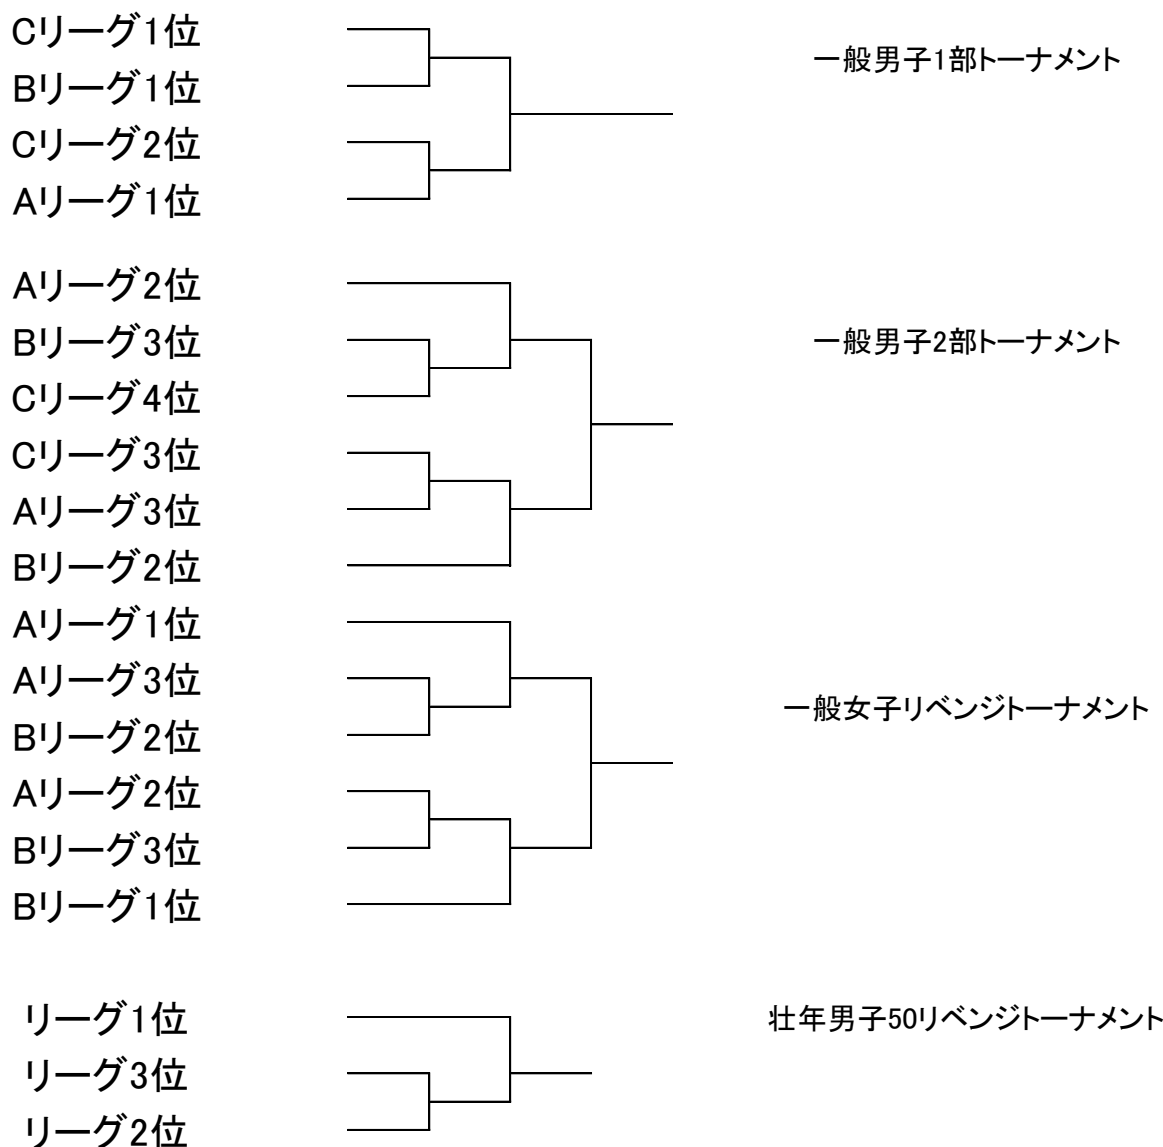 Cリーグ1位
一般男子1部トーナメント
Bリーグ1位
Cリーグ2位
Aリーグ1位
Aリーグ2位
Bリーグ3位
一般男子2部トーナメント
Cリーグ4位
Cリーグ3位
Aリーグ3位
Bリーグ2位
Aリーグ1位
Aリーグ3位
一般女子リベンジトーナメント
Bリーグ2位
Aリーグ2位
Bリーグ3位
Bリーグ1位
リーグ1位
壮年男子50リベンジトーナメント
リーグ3位
リーグ2位